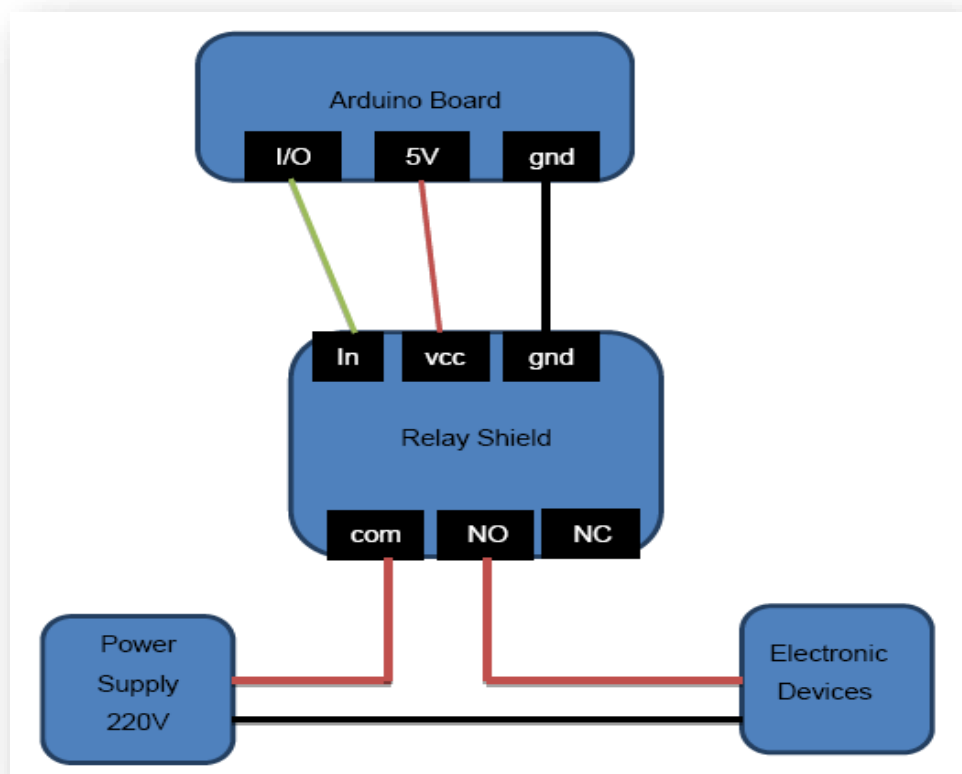 Arduino Board
I/O 5V gnd
In vcc gnd
Relay Shield
com NO NC
Power
Supply
220V
Electronic
Devices